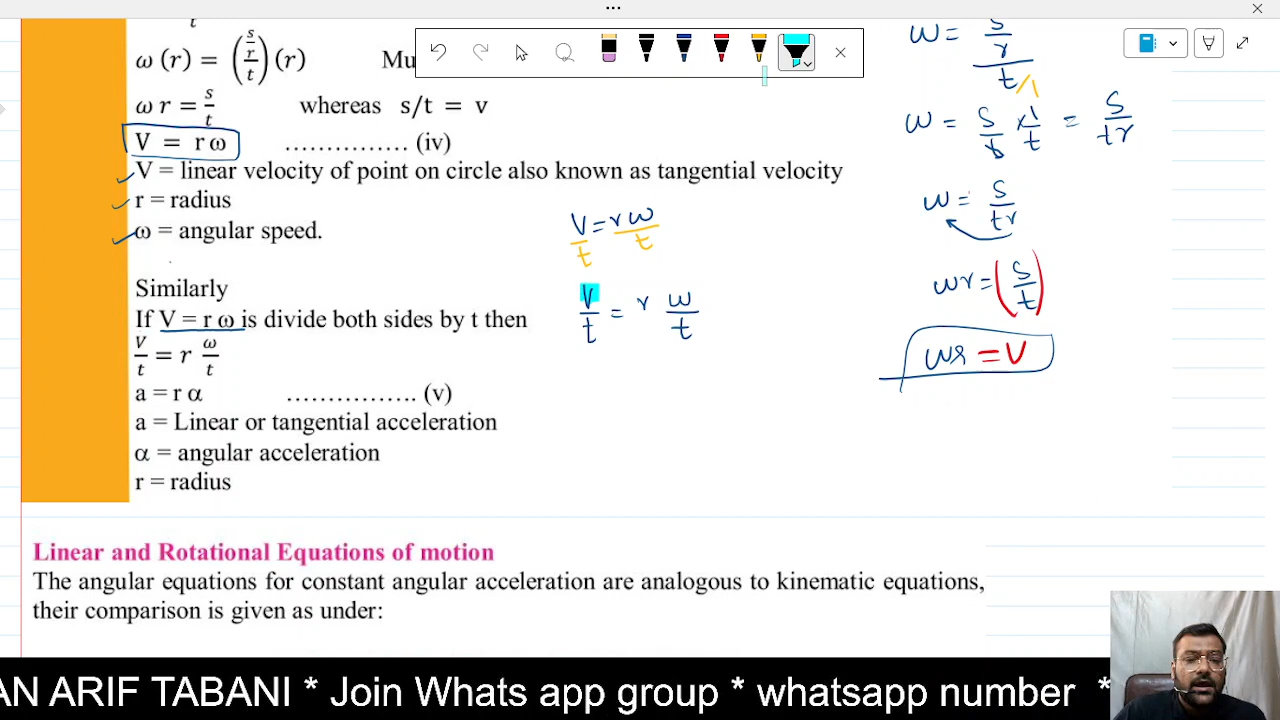 t
ω (r) = (s/r/t) (r) Mu
ω r = s/t whereas s/t = v
V = r ω …………… (iv)
V = linear velocity of point on circle also known as tangential velocity
r = radius
ω = angular speed.
Similarly
If V = r ω is divide both sides by t then
V/t = r ω/t
a = r α ……………. (v)
a = Linear or tangential acceleration
α = angular acceleration
r = radius
V/t = rω/t
V/t = r ω/t
ω = s/r/t/1
ω = s/r × 1/t = s/tr
ω = s/tr
ωr = (s/t)
ωr = V
Linear and Rotational Equations of motion
The angular equations for constant angular acceleration are analogous to kinematic equations,
their comparison is given as under:
AN ARIF TABANI * Join Whats app group * whatsapp number *